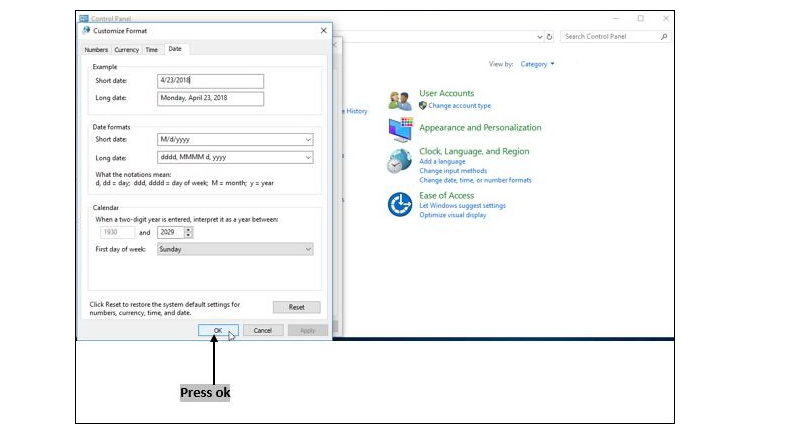 Control Panel
Customize Format
Numbers Currency Time Date
Example
Short date: 4/23/2018
Long date: Monday, April 23, 2018
Date formats
Short date: M/d/yyyy
Long date: dddd, MMMM d, yyyy
What the notations mean:
d, dd = day; ddd, dddd = day of week; M = month; y = year
Calendar
When a two-digit year is entered, interpret it as a year between:
1930 and 2029
First day of week: Sunday
Click Reset to restore the system default settings for
numbers, currency, time, and date.
Reset
OK Cancel Apply
Search Control Panel
View by: Category
History
User Accounts
Change account type
Appearance and Personalization
Clock, Language, and Region
Add a language
Change input methods
Change date, time, or number formats
Ease of Access
Let Windows suggest settings
Optimize visual display
Press ok